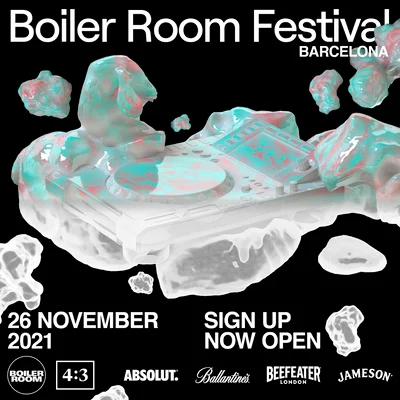 Boiler Room Festival
BARCELONA
26 NOVEMBER
2021
SIGN UP
NOW OPEN
BOILER
ROOM
4:3
ABSOLUT.
Ballantine's
BEEFEATER
LONDON
JAMESON